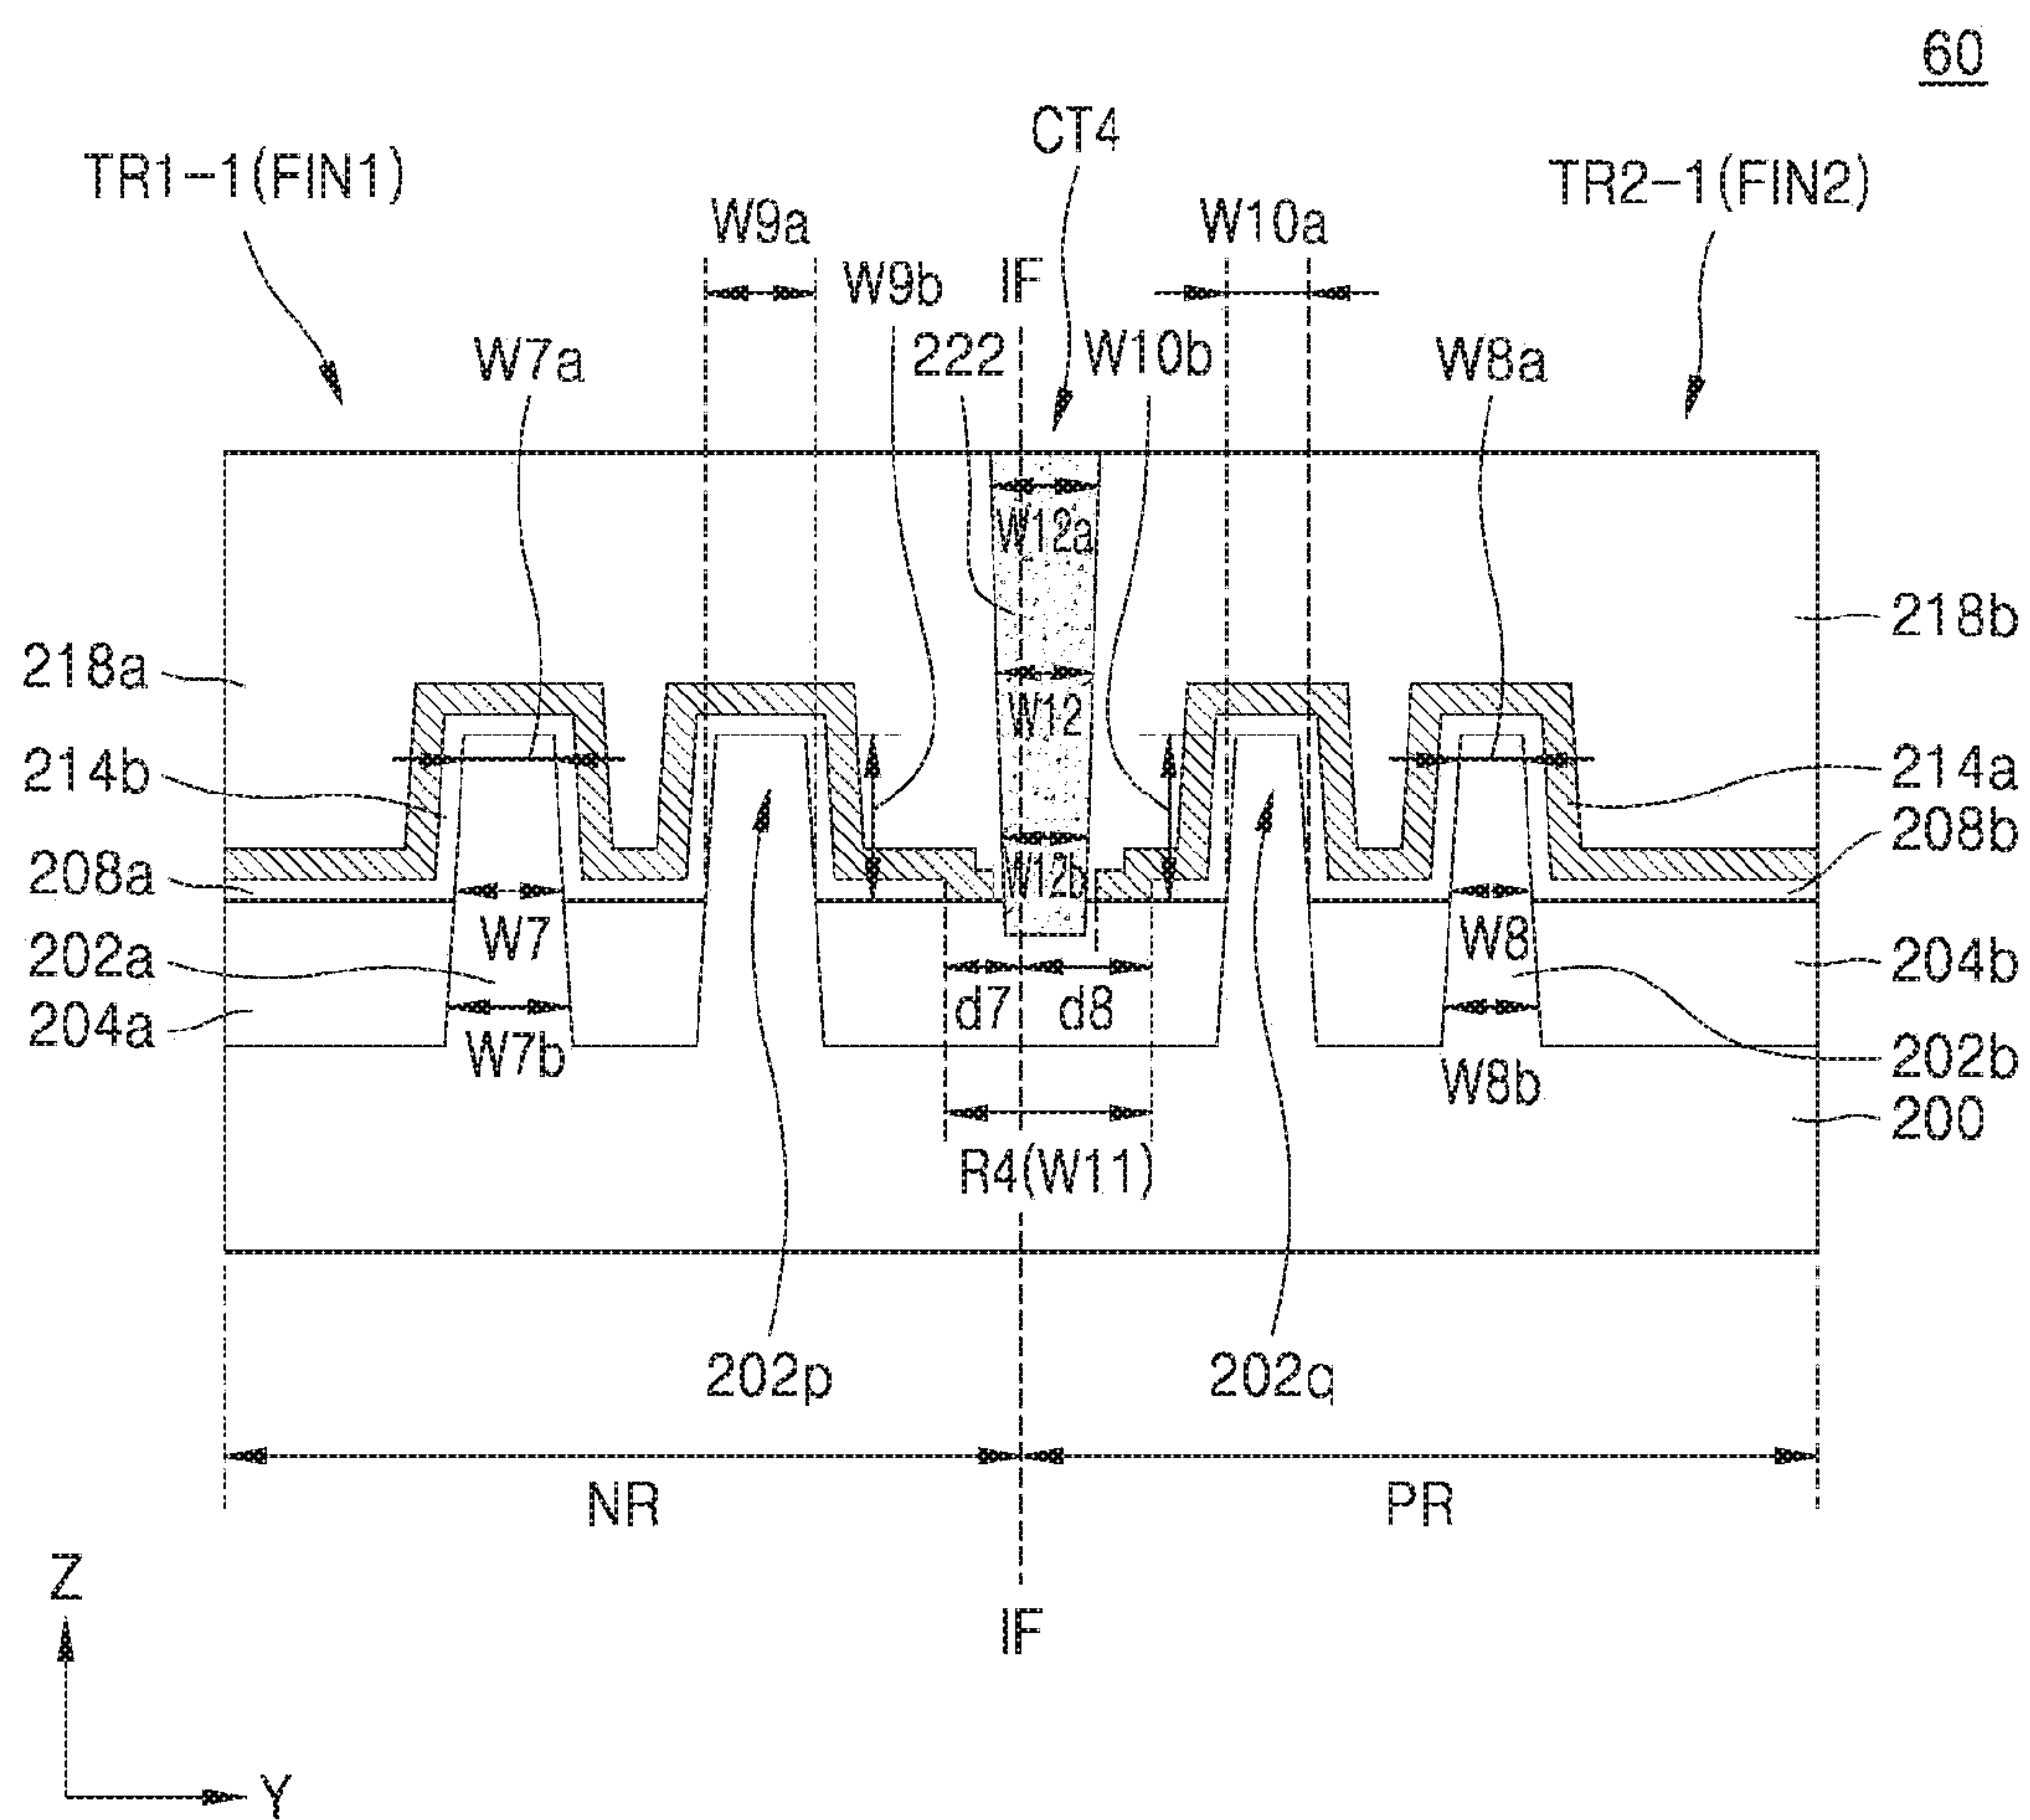 60
CT4
TR1-1(FIN1)
TR2-1(FIN2)
W9a
W10a
W9b
IF
W7a
222
W10b
W8a
W12a
218b
218a
W12
214b
214a
208b
W12b
208a
W7
W8
202a
204b
d7
d8
204a
W7b
W8b
202b
200
R4(W11)
202p
202q
NR
PR
Z
IF
Y